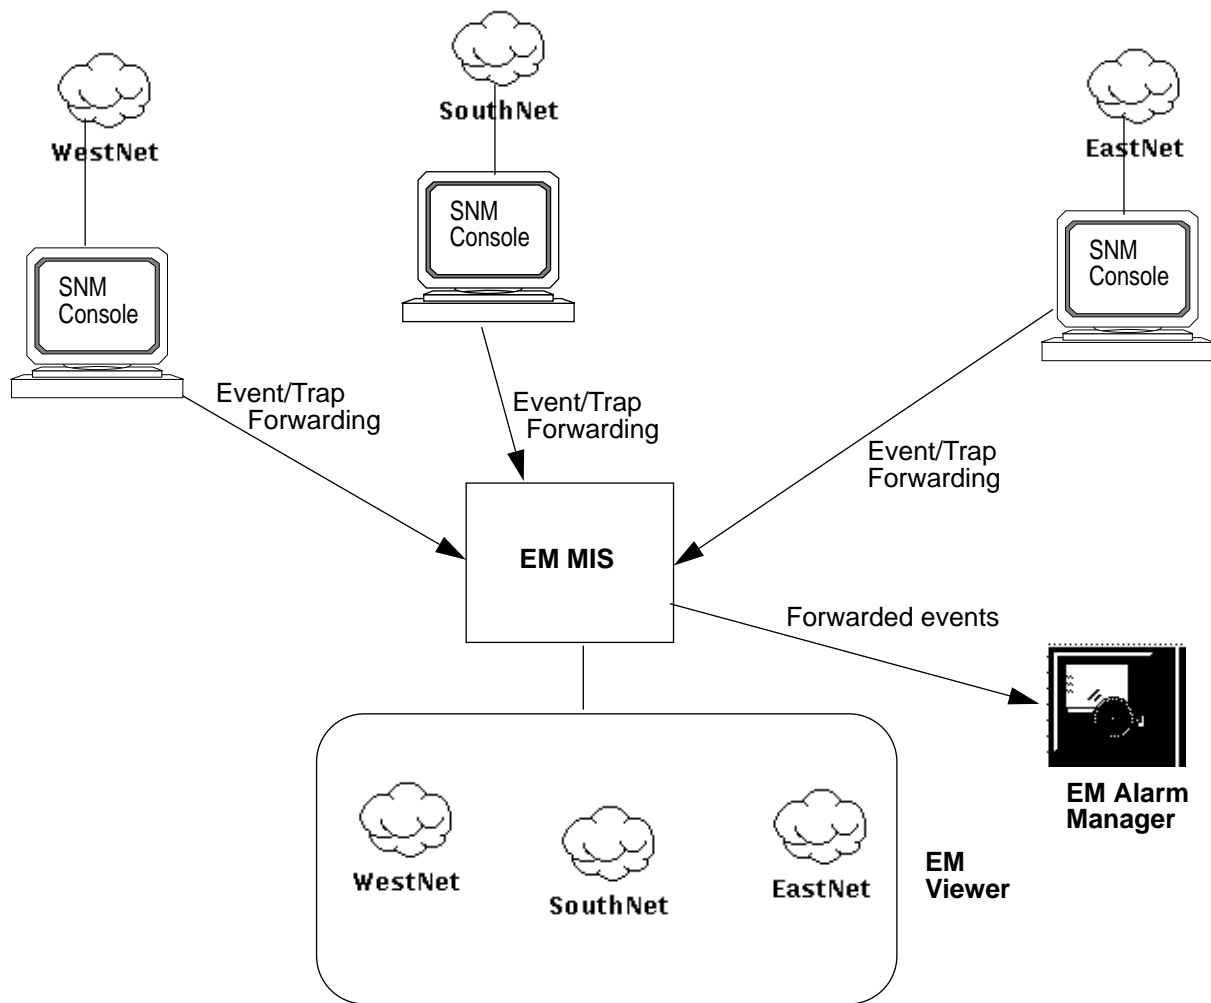 SouthNet
WestNet
EastNet
SNM
Console
SNM
Console
SNM
Console
Event/Trap
Forwarding
Event/Trap
Forwarding
Event/Trap
Forwarding
EM MIS
Forwarded events
EM Alarm
Manager
WestNet
SouthNet
EastNet
EM
Viewer